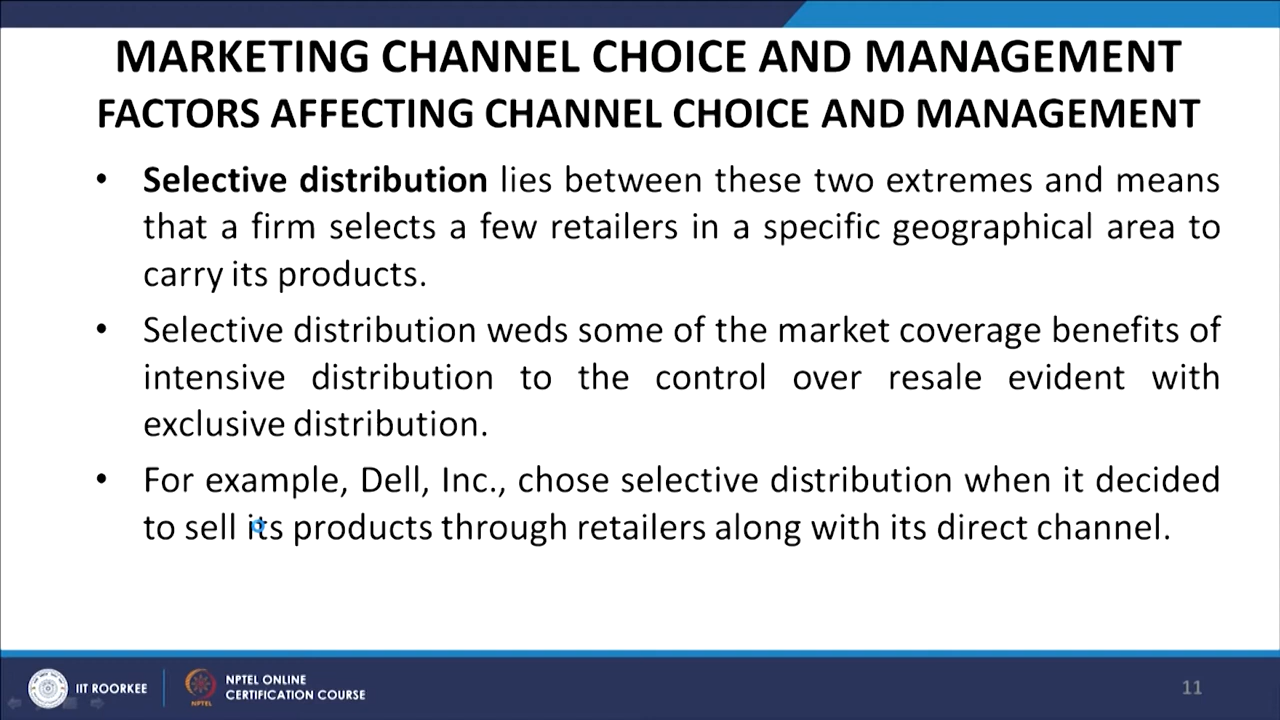 MARKETING CHANNEL CHOICE AND MANAGEMENT
FACTORS AFFECTING CHANNEL CHOICE AND MANAGEMENT
• Selective distribution lies between these two extremes and means
that a firm selects a few retailers in a specific geographical area to
carry its products.
• Selective distribution weds some of the market coverage benefits of
intensive distribution to the control over resale evident with
exclusive distribution.
• For example, Dell, Inc., chose selective distribution when it decided
to sell its products through retailers along with its direct channel.
IIT ROORKEE
NPTEL
NPTEL ONLINE
CERTIFICATION COURSE
11